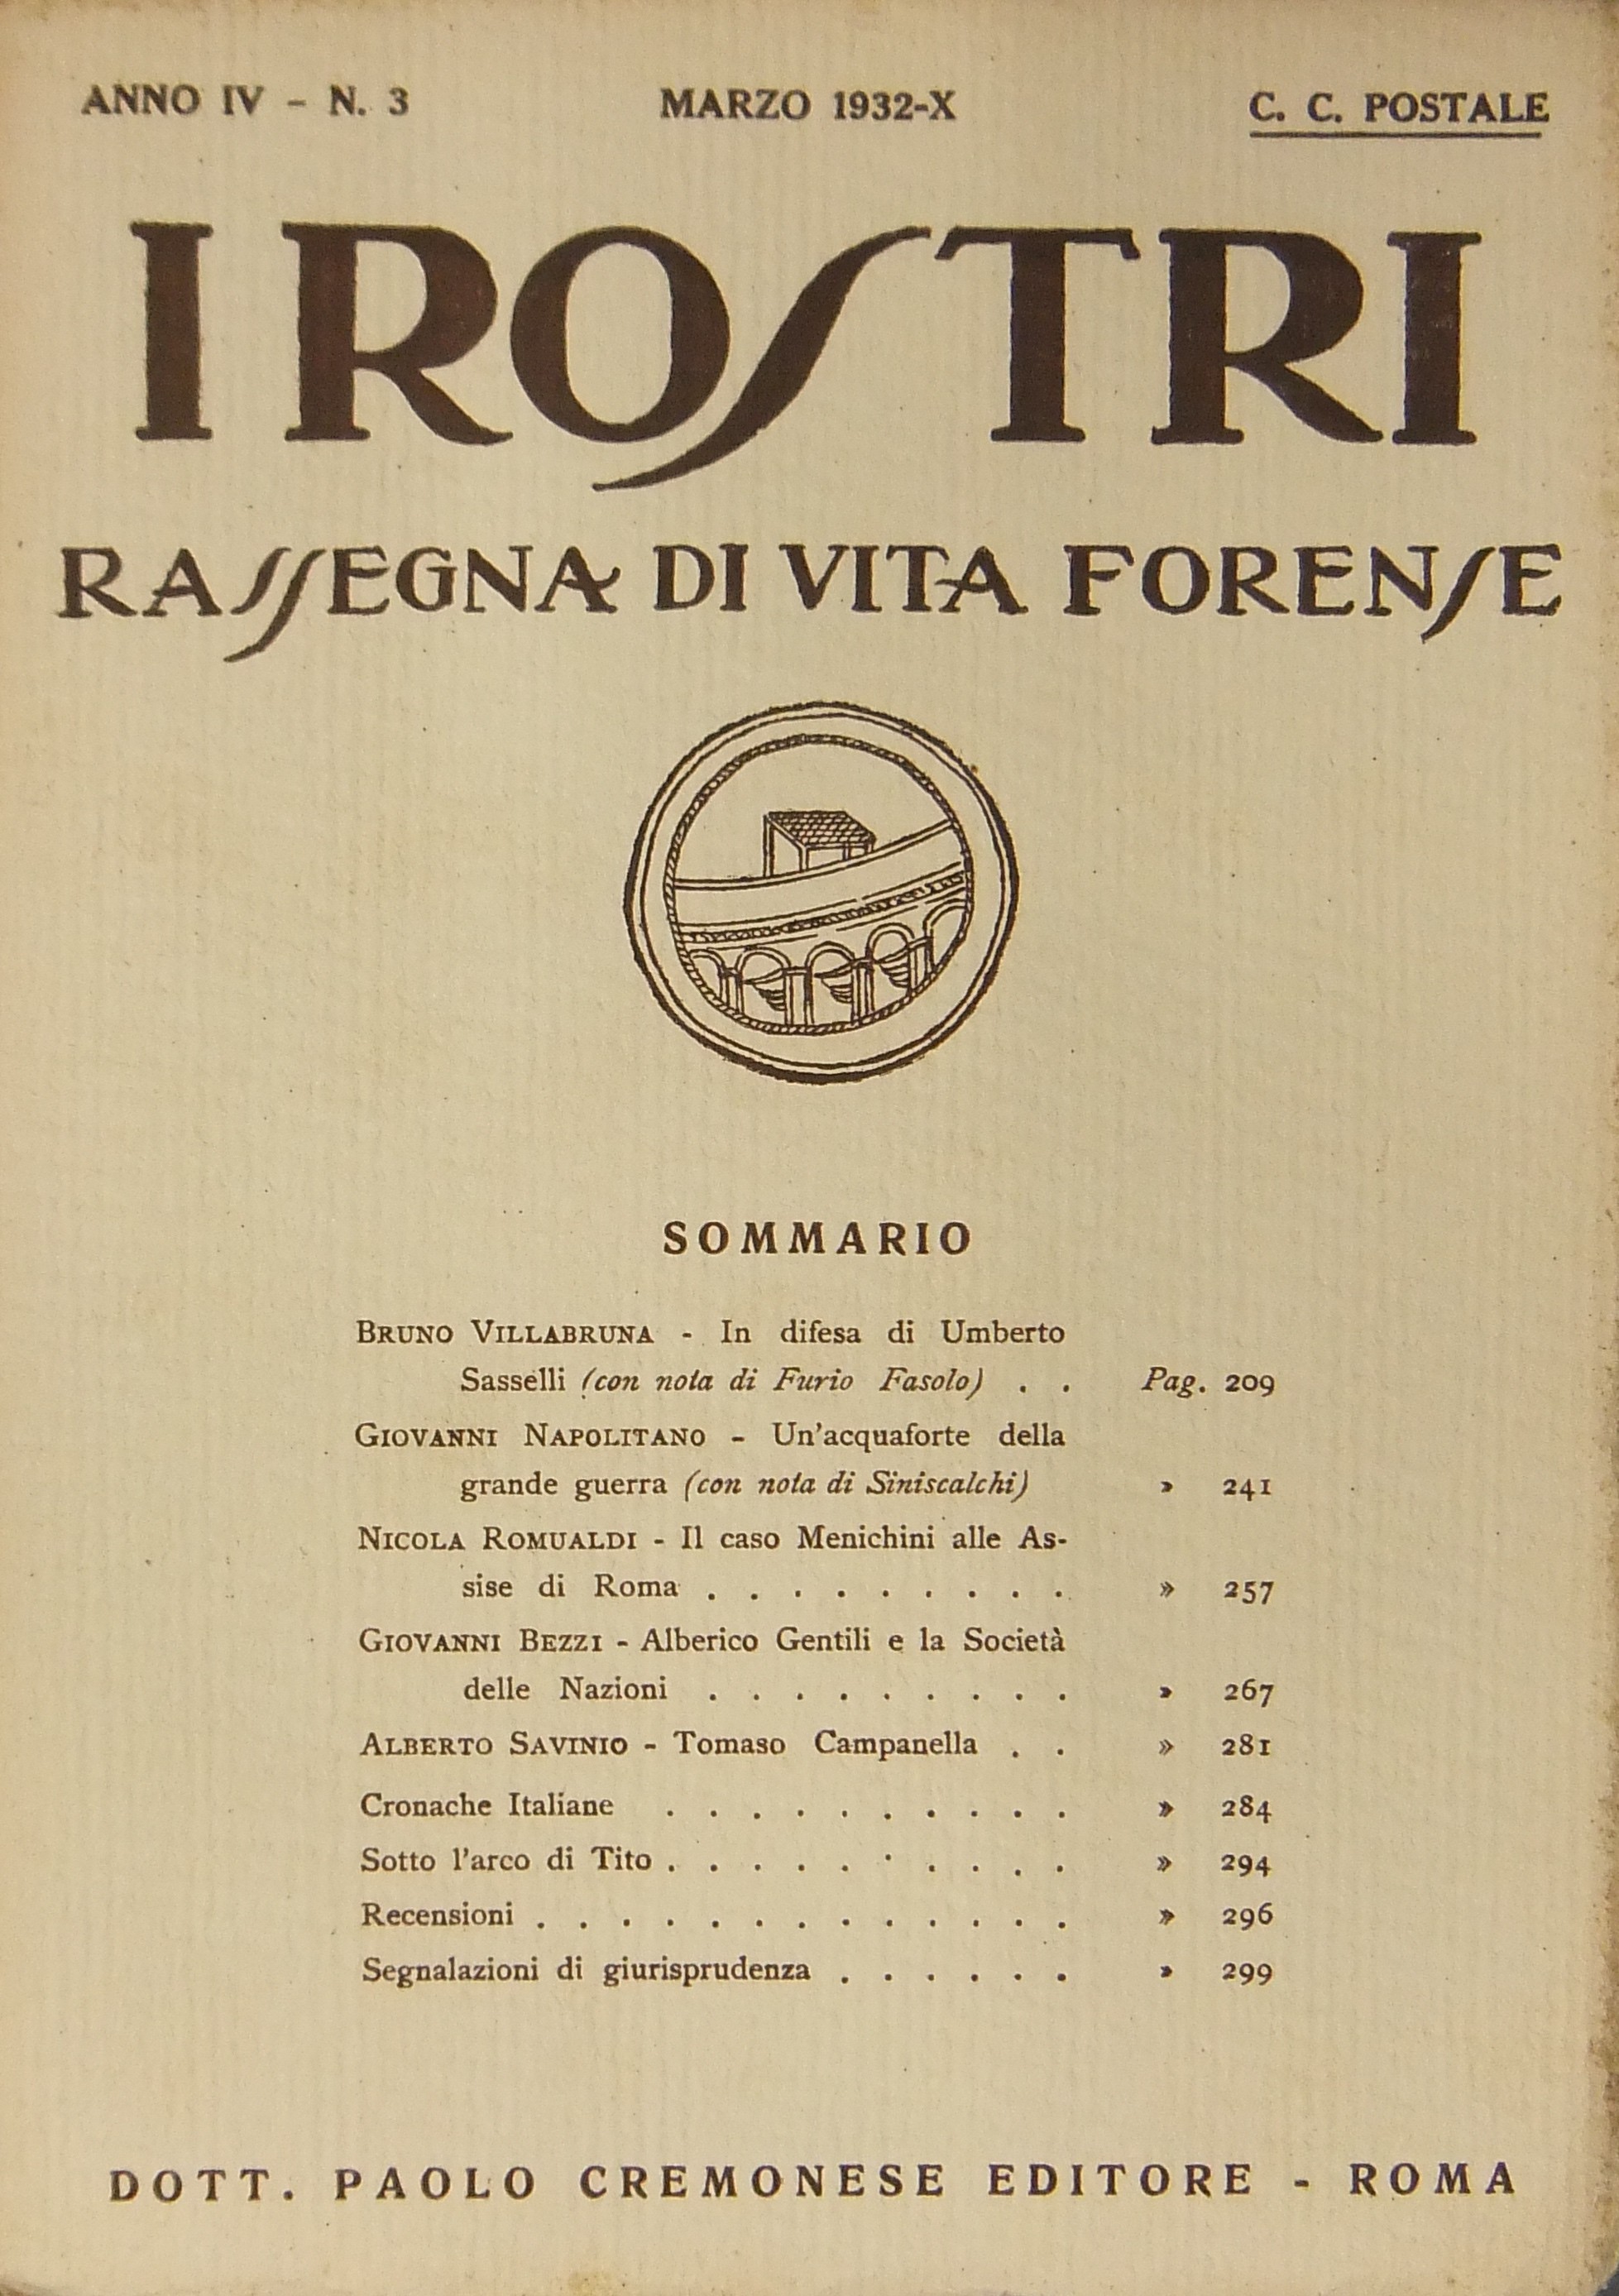 ANNO IV - N. 3 MARZO 1932-X C. C. POSTALE
I ROSTRI
RASSEGNA DI VITA FORENSE
SOMMARIO
BRUNO VILLABRUNA - In difesa di Umberto
Sasselli (con nota di Furio Fasolo) . . Pag. 209
GIOVANNI NAPOLITANO - Un'acquaforte della
grande guerra (con nota di Siniscalchi) » 241
NICOLA ROMUALDI - Il caso Menichini alle As-
sise di Roma . . . . . . . . . » 257
GIOVANNI BEZZI - Alberico Gentili e la Società
delle Nazioni . . . . . . . . . » 267
ALBERTO SAVINIO - Tomaso Campanella . . » 281
Cronache Italiane . . . . . . . . . . » 284
Sotto l'arco di Tito . . . . . . . . . . » 294
Recensioni . . . . . . . . . . . . . » 296
Segnalazioni di giurisprudenza . . . . . . » 299
DOTT. PAOLO CREMONESE EDITORE - ROMA